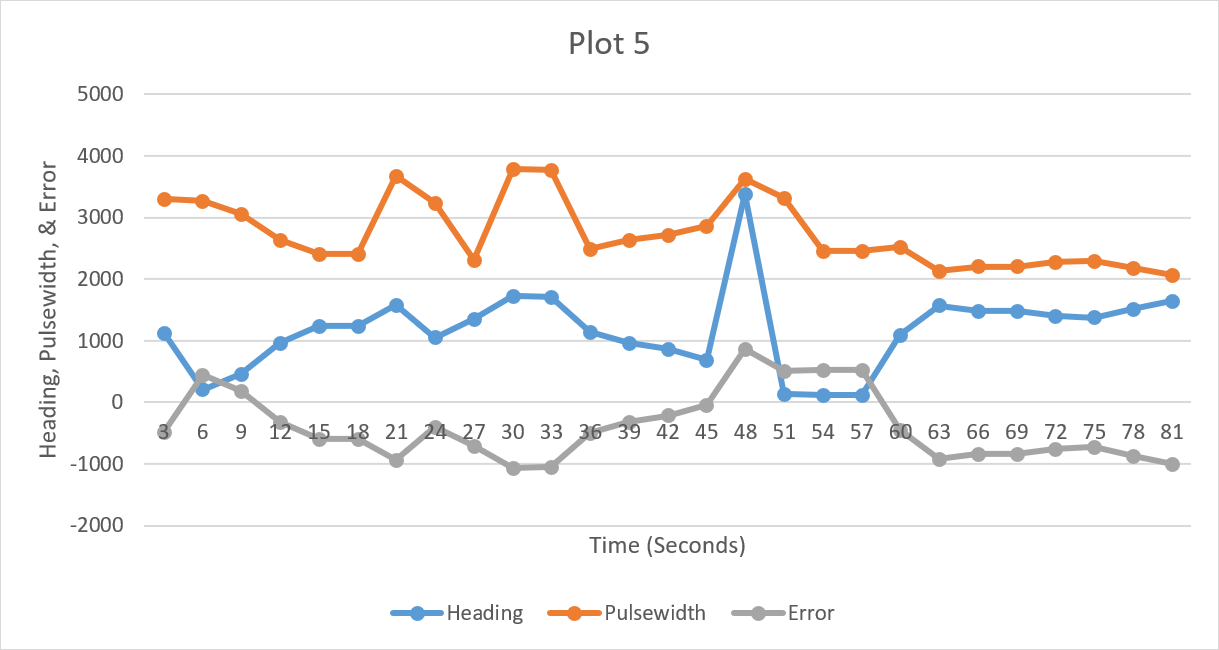 Plot 5
Heading, Pulsewidth, & Error
5000
4000
3000
2000
1000
0
-1000
-2000
3 6 9 12 15 18 21 24 27 30 33 36 39 42 45 48 51 54 57 60 63 66 69 72 75 78 81
Time (Seconds)
Heading Pulsewidth Error